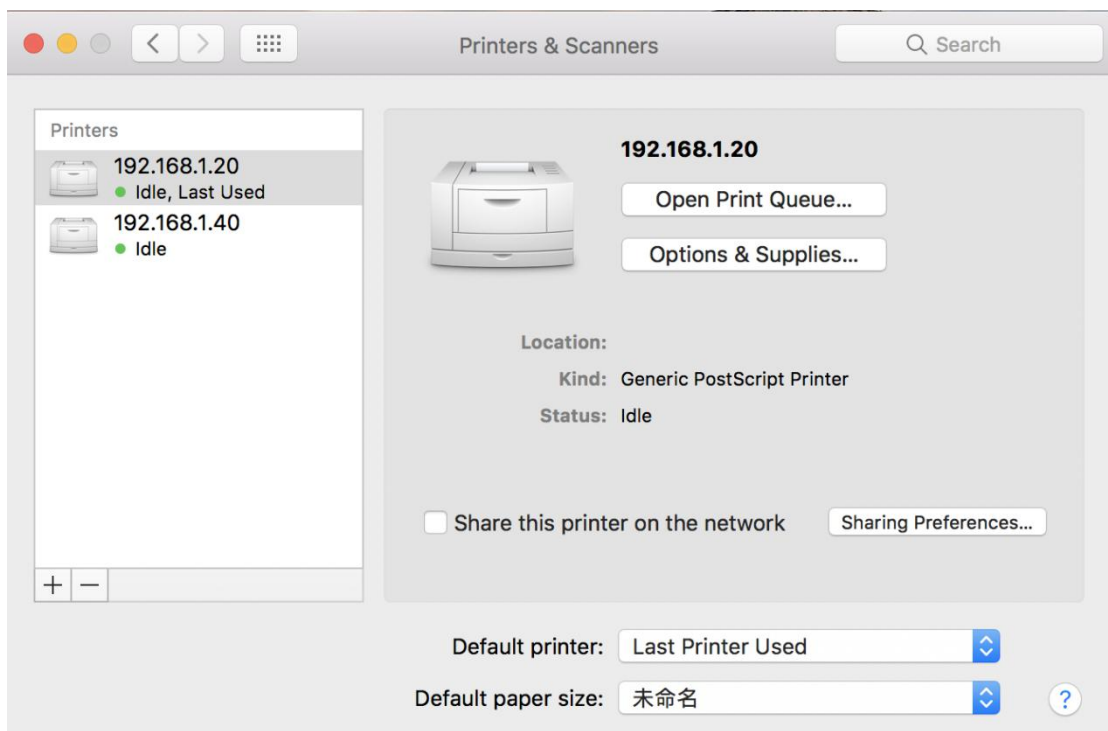 Printers & Scanners
Search
Printers
192.168.1.20
Idle, Last Used
192.168.1.40
Idle
192.168.1.20
Open Print Queue...
Options & Supplies...
Location:
Kind: Generic PostScript Printer
Status: Idle
Share this printer on the network
Sharing Preferences...
Default printer: Last Printer Used
Default paper size: 未命名
?